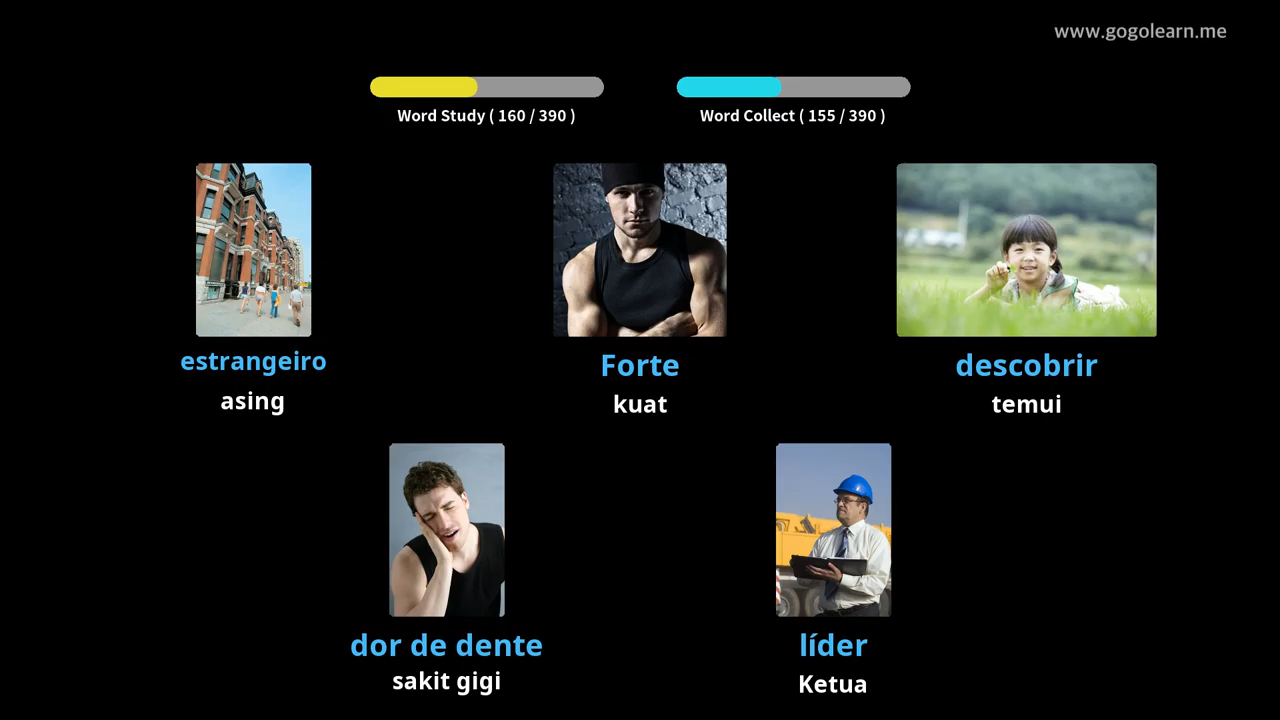 www.gogolearn.me
Word Study ( 160 / 390 )
Word Collect ( 155 / 390 )
estrangeiro
asing
Forte
kuat
descobrir
temui
dor de dente
sakit gigi
líder
Ketua